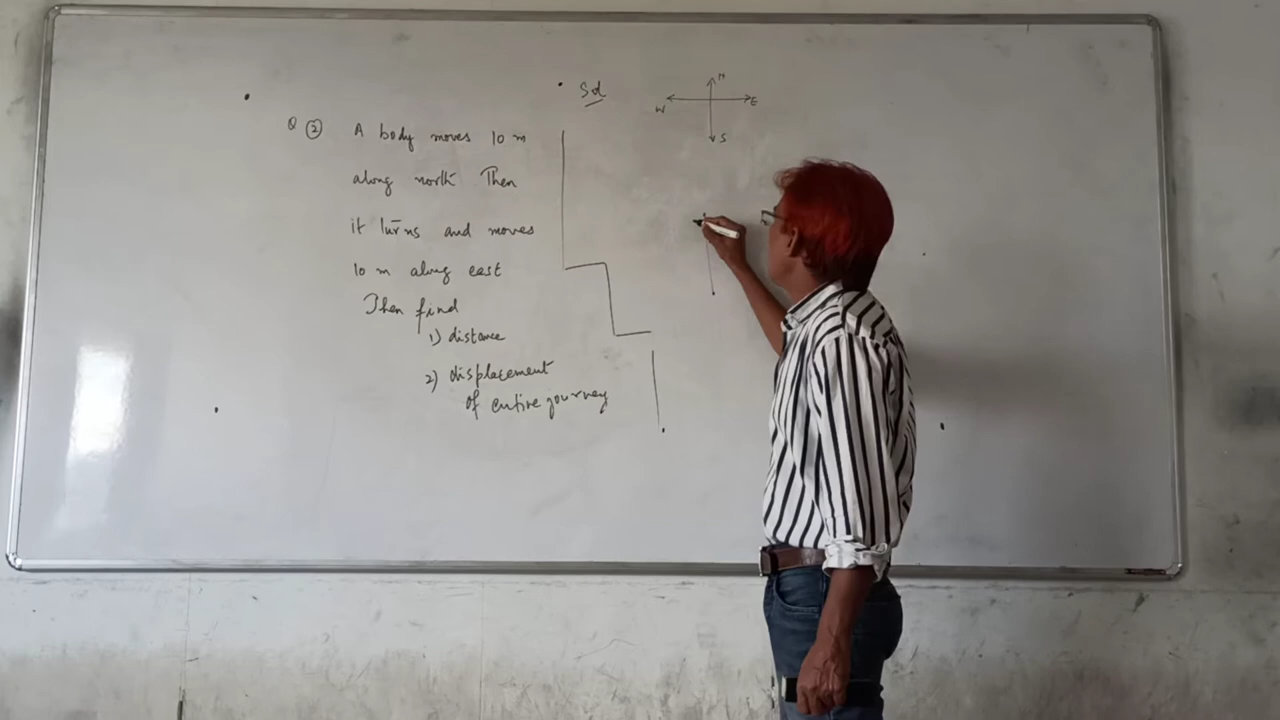 Q ② A body moves 10 m
along north Then
it turns and moves
10 m along east
Then find
1) distance
2) displacement
of entire journey
Sol
N
W E
S